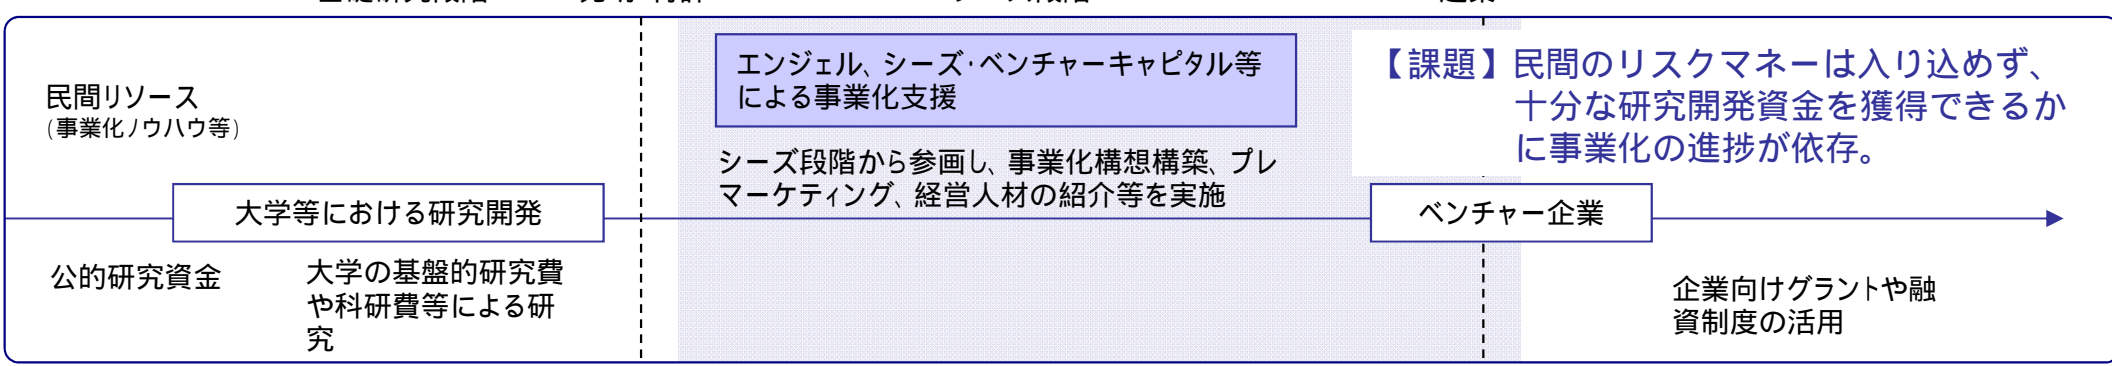 民間リソース
(事業化ノウハウ等)
エンジェル、シーズ・ベンチャーキャピタル等
による事業化支援
シーズ段階から参画し、事業化構想構築、プレ
マーケティング、経営人材の紹介等を実施
【課題】民間のリスクマネーは入り込めず、
十分な研究開発資金を獲得できるか
に事業化の進捗が依存。
大学等における研究開発
ベンチャー企業
公的研究資金
大学の基盤的研究費
や科研費等による研
究
企業向けグラントや融
資制度の活用